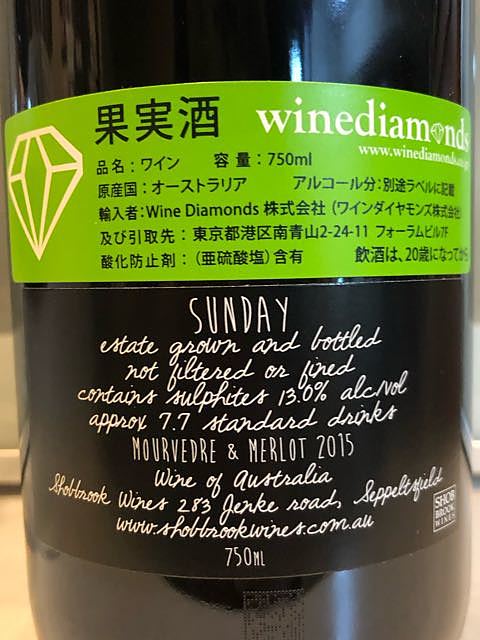 果実酒
winediamonds
www.winediamonds.co.jp
品名：ワイン 容量：750ml
原産国：オーストラリア アルコール分：別途ラベルに記載
輸入者：Wine Diamonds 株式会社（ワインダイヤモンズ株式会社）
及び引取先：東京都港区南青山2-24-11 フォーラムビル7F
酸化防止剤：（亜硫酸塩）含有 飲酒は、20歳になってから
SUNDAY
estate grown and bottled
not filtered or fined
contains sulphites 13.0% alc/vol
approx 7.7 standard drinks
MOURVEDRE & MERLOT 2015
Wine of Australia
Shobbrook Wines 283 Jenke road, Seppeltsfield
www.shobbrookwines.com.au
SHOB
BROOK
WINES
750ML